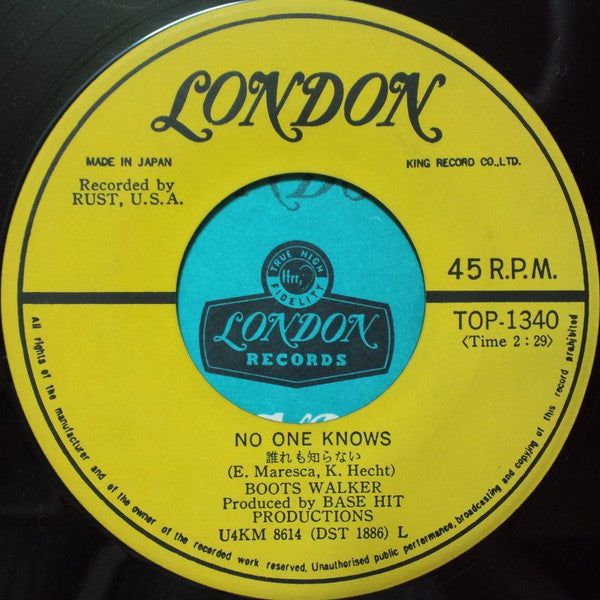 LONDON
MADE IN JAPAN
KING RECORD CO.,LTD.
Recorded by
RUST, U.S.A.
45 R.P.M.
TOP-1340
〈Time 2:29〉
TRUE HIGH
ffrr
FIDELITY
LONDON
RECORDS
NO ONE KNOWS
誰れも知らない
(E. Maresca, K. Hecht)
BOOTS WALKER
Produced by BASE HIT
PRODUCTIONS
U4KM 8614 (DST 1886) L
All rights of the manufacturer and of the owner of the recorded work reserved. Unauthorised public performance, broadcasting and copying of this record prohibited